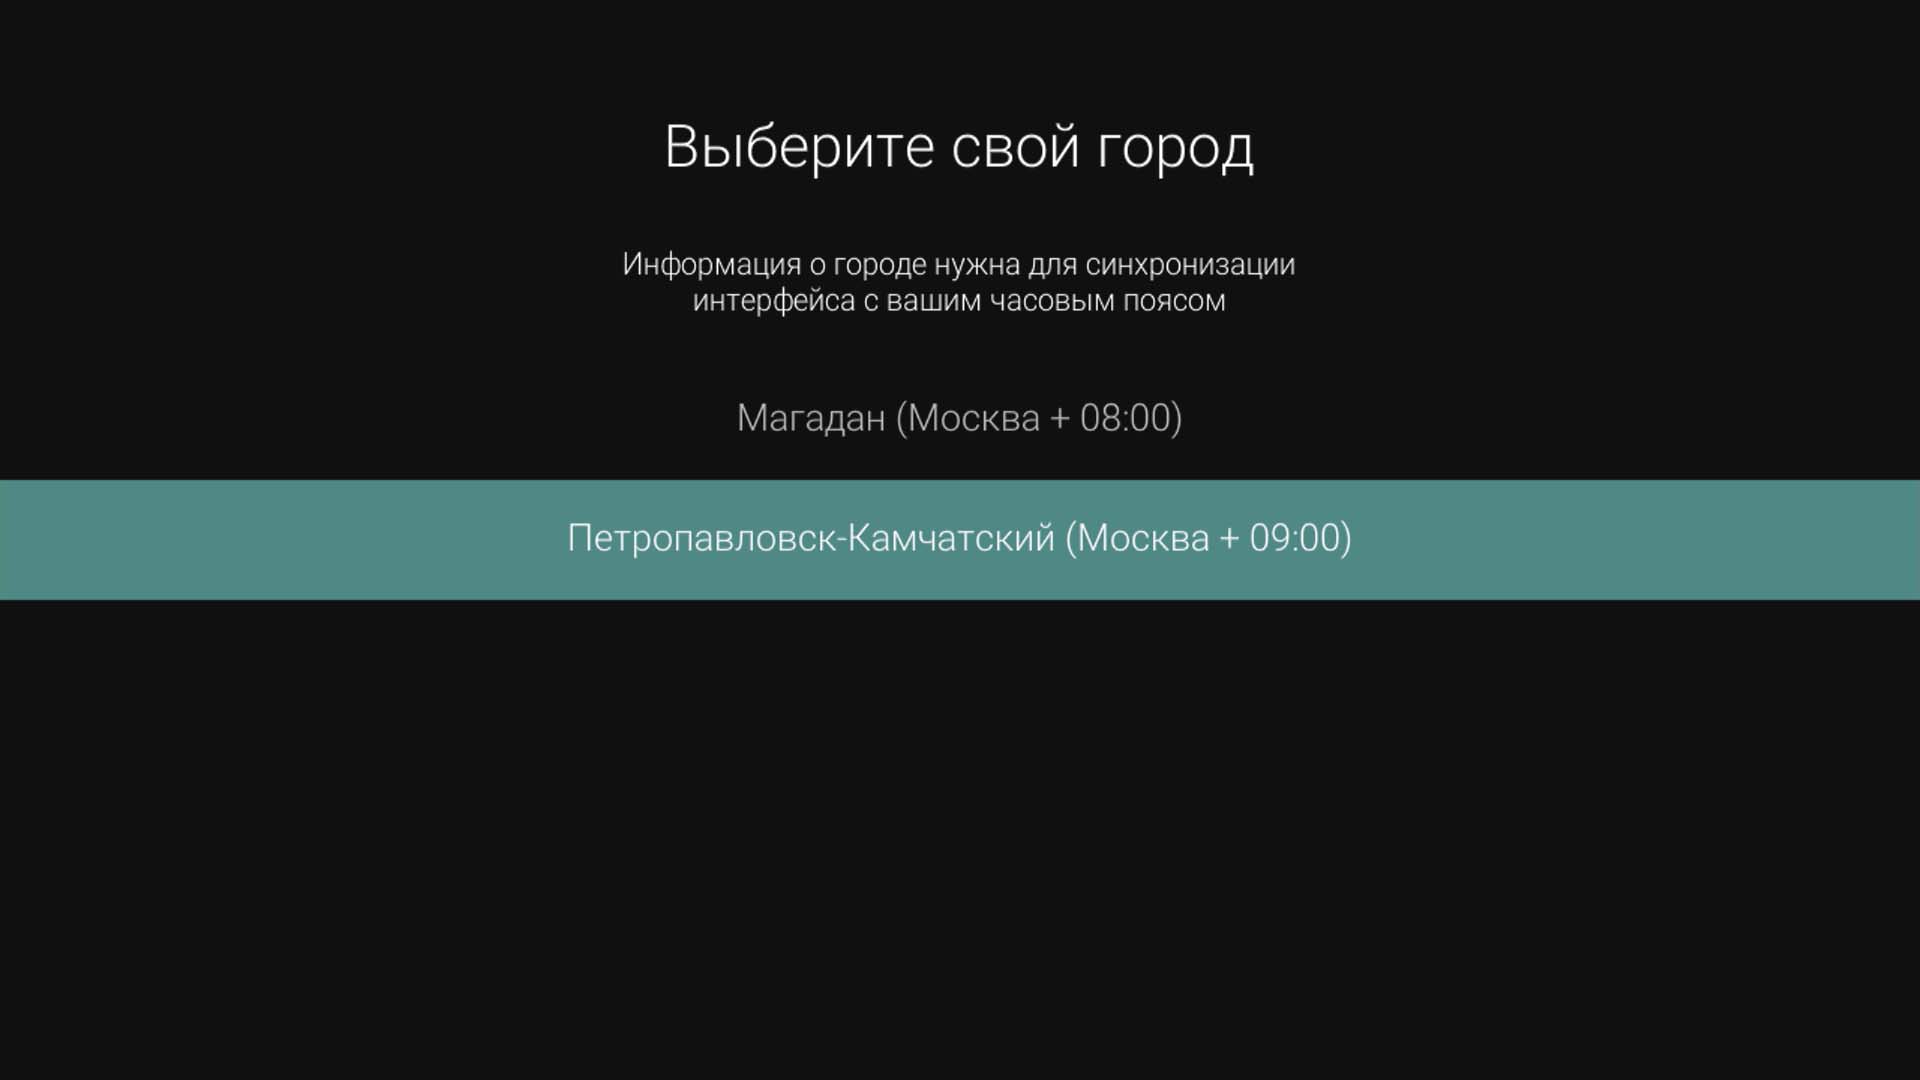 Выберите свой город
Информация о городе нужна для синхронизации
интерфейса с вашим часовым поясом
Магадан (Москва + 08:00)
Петропавловск-Камчатский (Москва + 09:00)